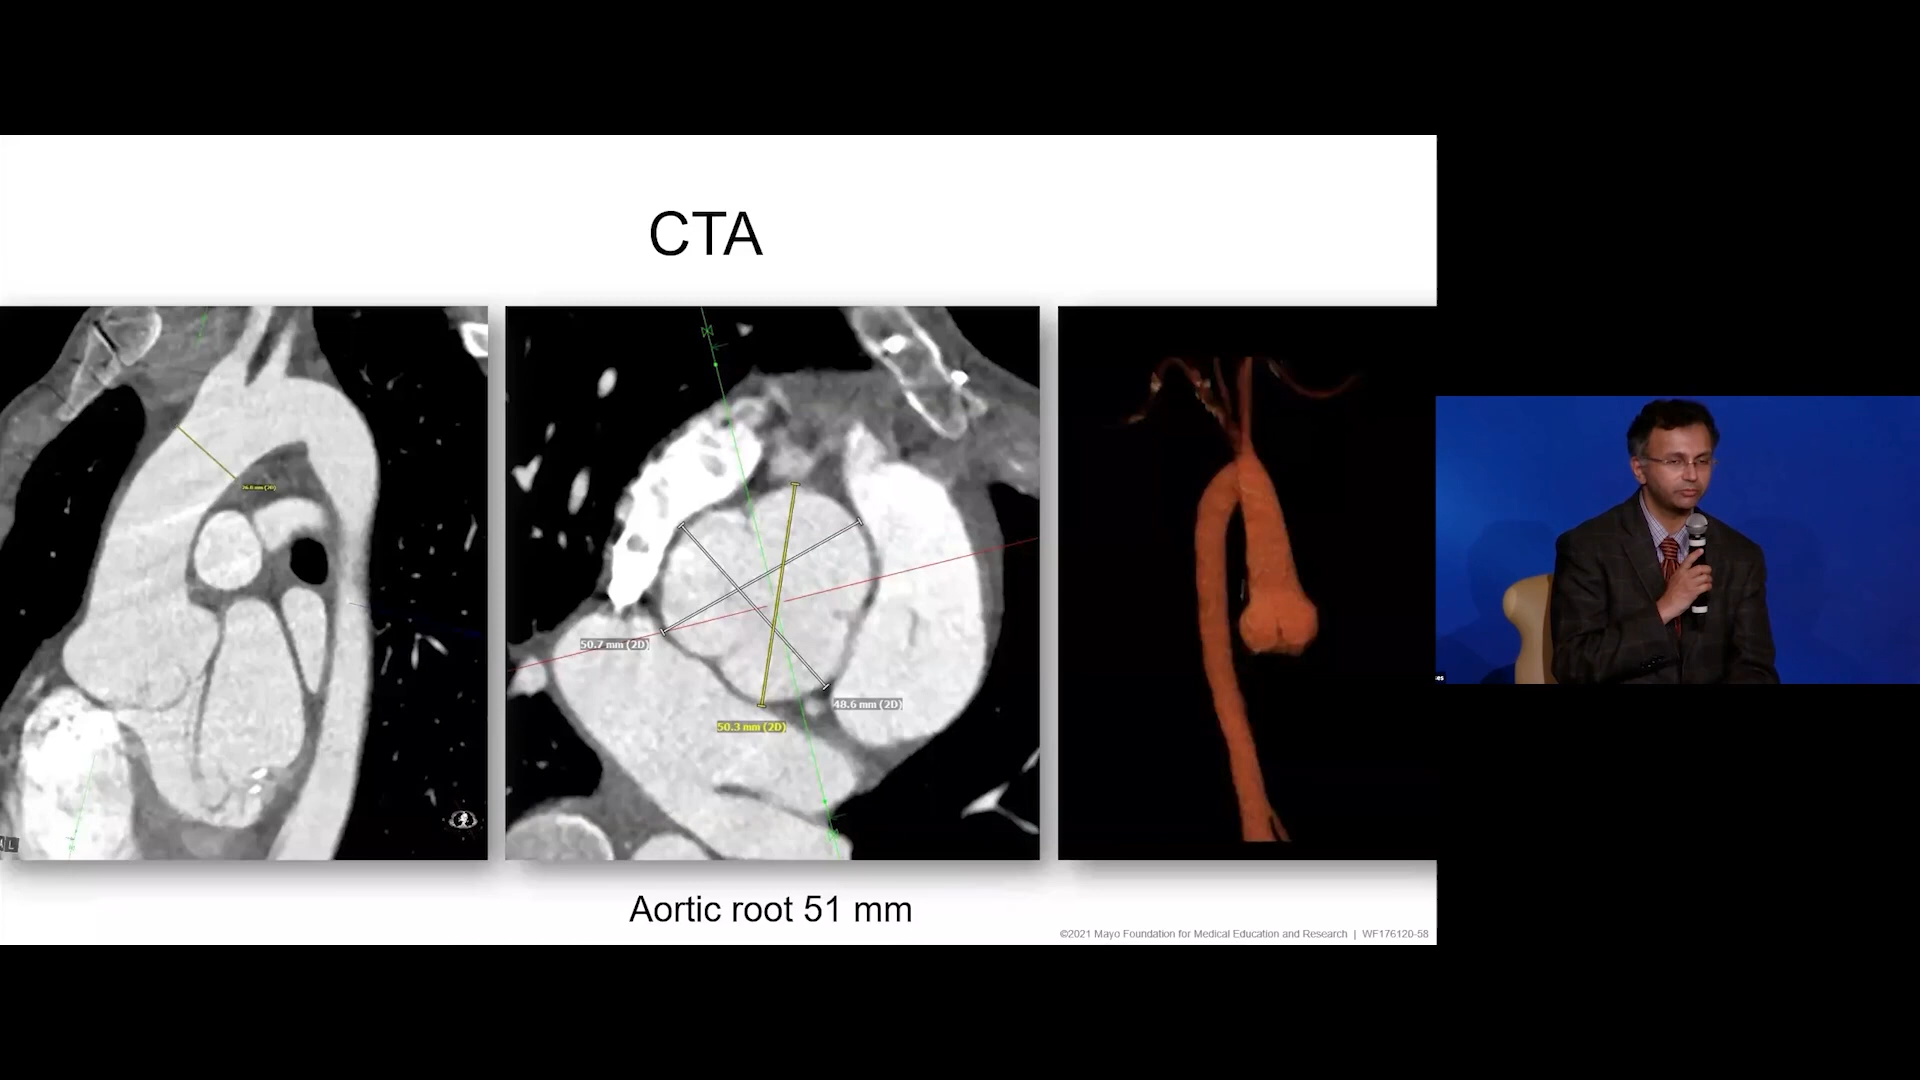 CTA
50.7 mm (2D)
48.6 mm (2D)
50.3 mm (2D)
Aortic root 51 mm
©2021 Mayo Foundation for Medical Education and Research | WF176120-58